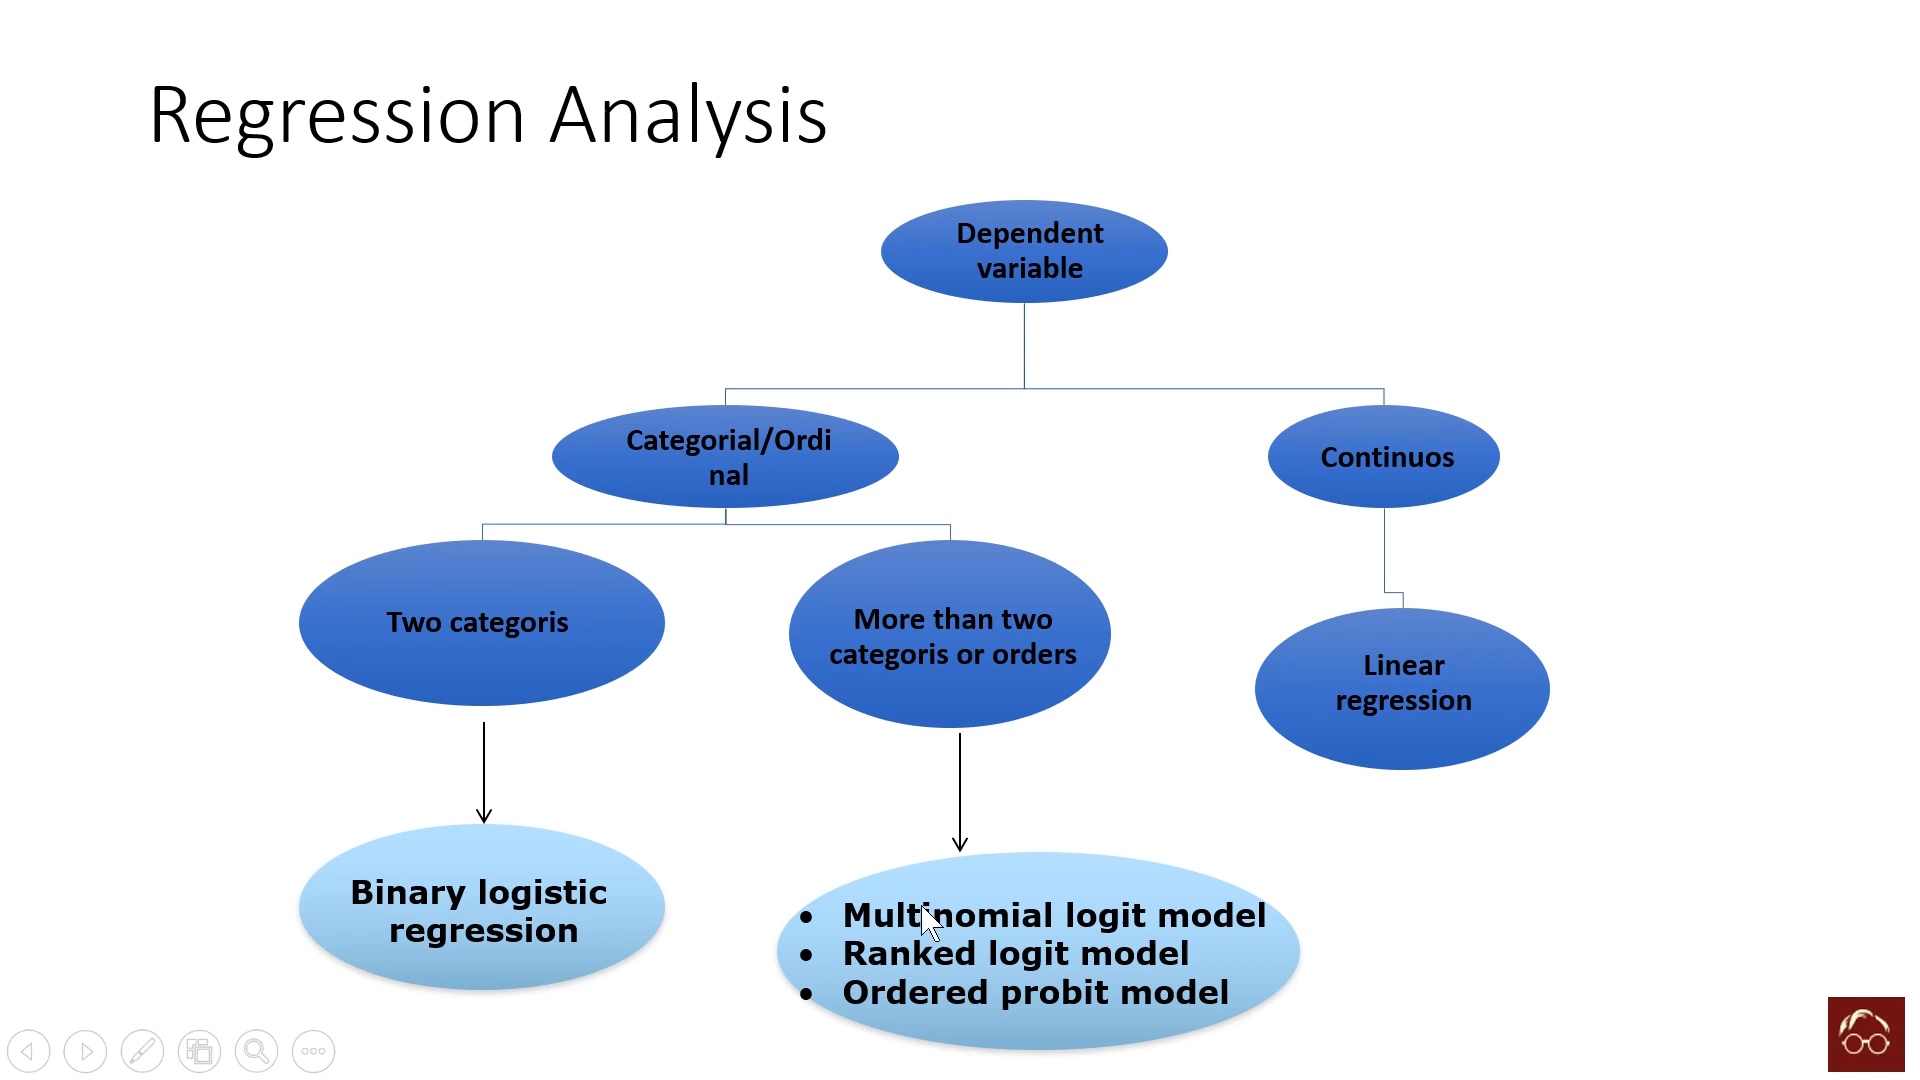 Regression Analysis
Dependent
variable
Categorial/Ordi
nal
Continuos
Two categoris
More than two
categoris or orders
Linear
regression
Binary logistic
regression
• Multinomial logit model
• Ranked logit model
• Ordered probit model